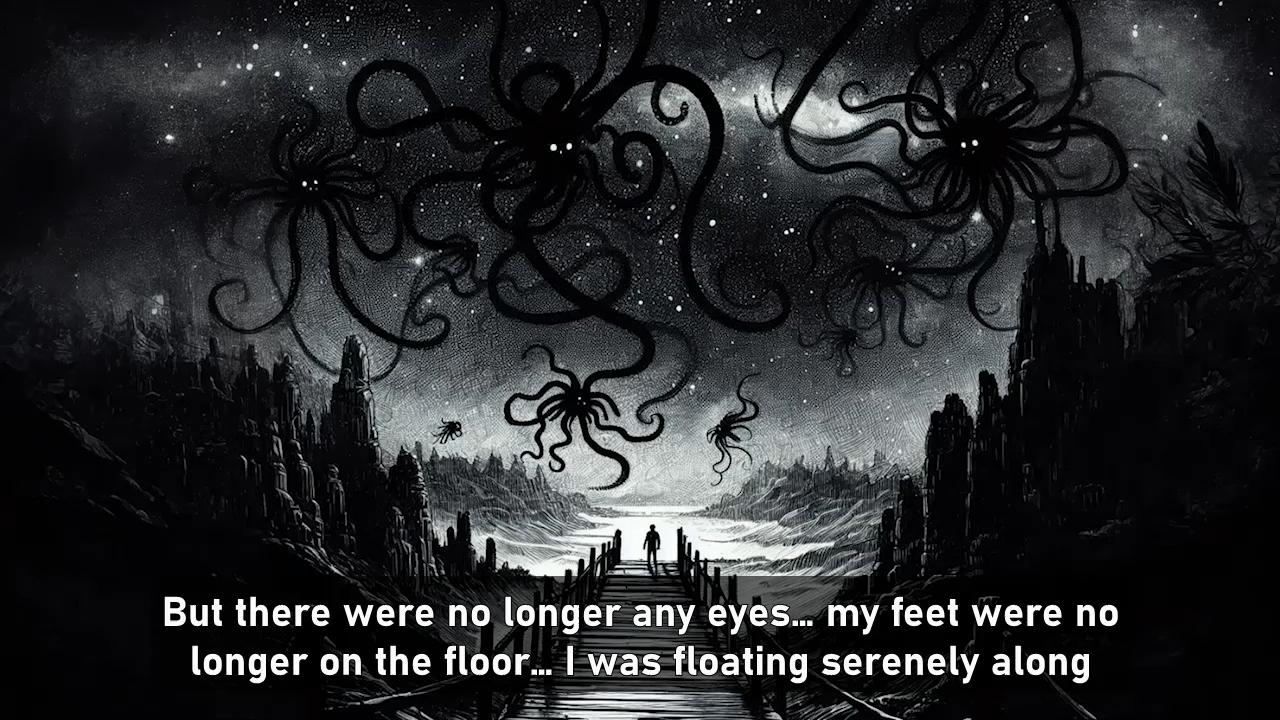 But there were no longer any eyes... my feet were no
longer on the floor... I was floating serenely along